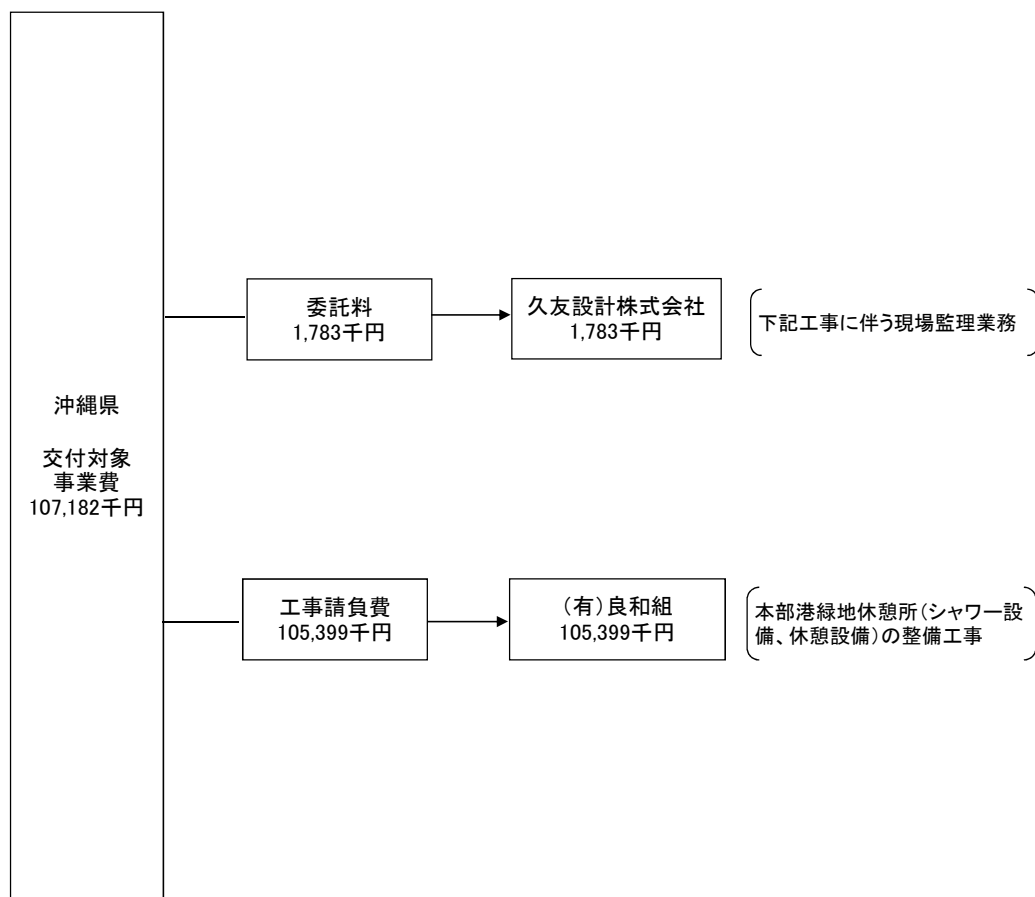 沖縄県
交付対象
事業費
107,182千円
委託料
1,783千円
久友設計株式会社
1,783千円
下記工事に伴う現場監理業務
工事請負費
105,399千円
(有)良和組
105,399千円
本部港緑地休憩所(シャワー設
備、休憩設備)の整備工事